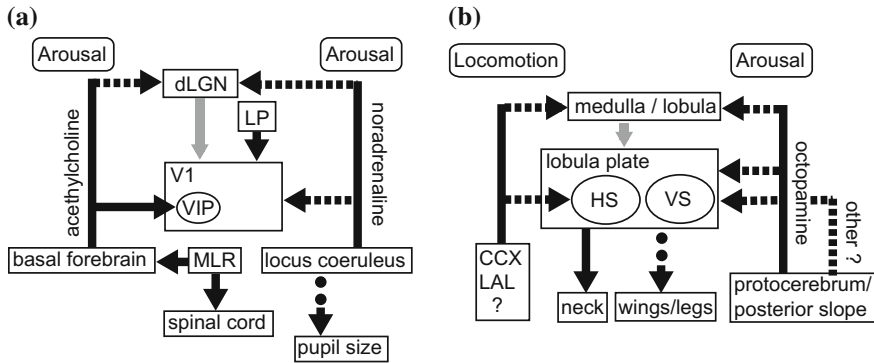 (a)
Arousal
Arousal
dLGN
LP
V1
VIP
acethylcholine
noradrenaline
basal forebrain
MLR
locus coeruleus
spinal cord
pupil size
(b)
Locomotion
Arousal
medulla / lobula
lobula plate
HS
VS
octopamine
other ?
CCX
LAL
?
neck
wings/legs
protocerebrum/
posterior slope